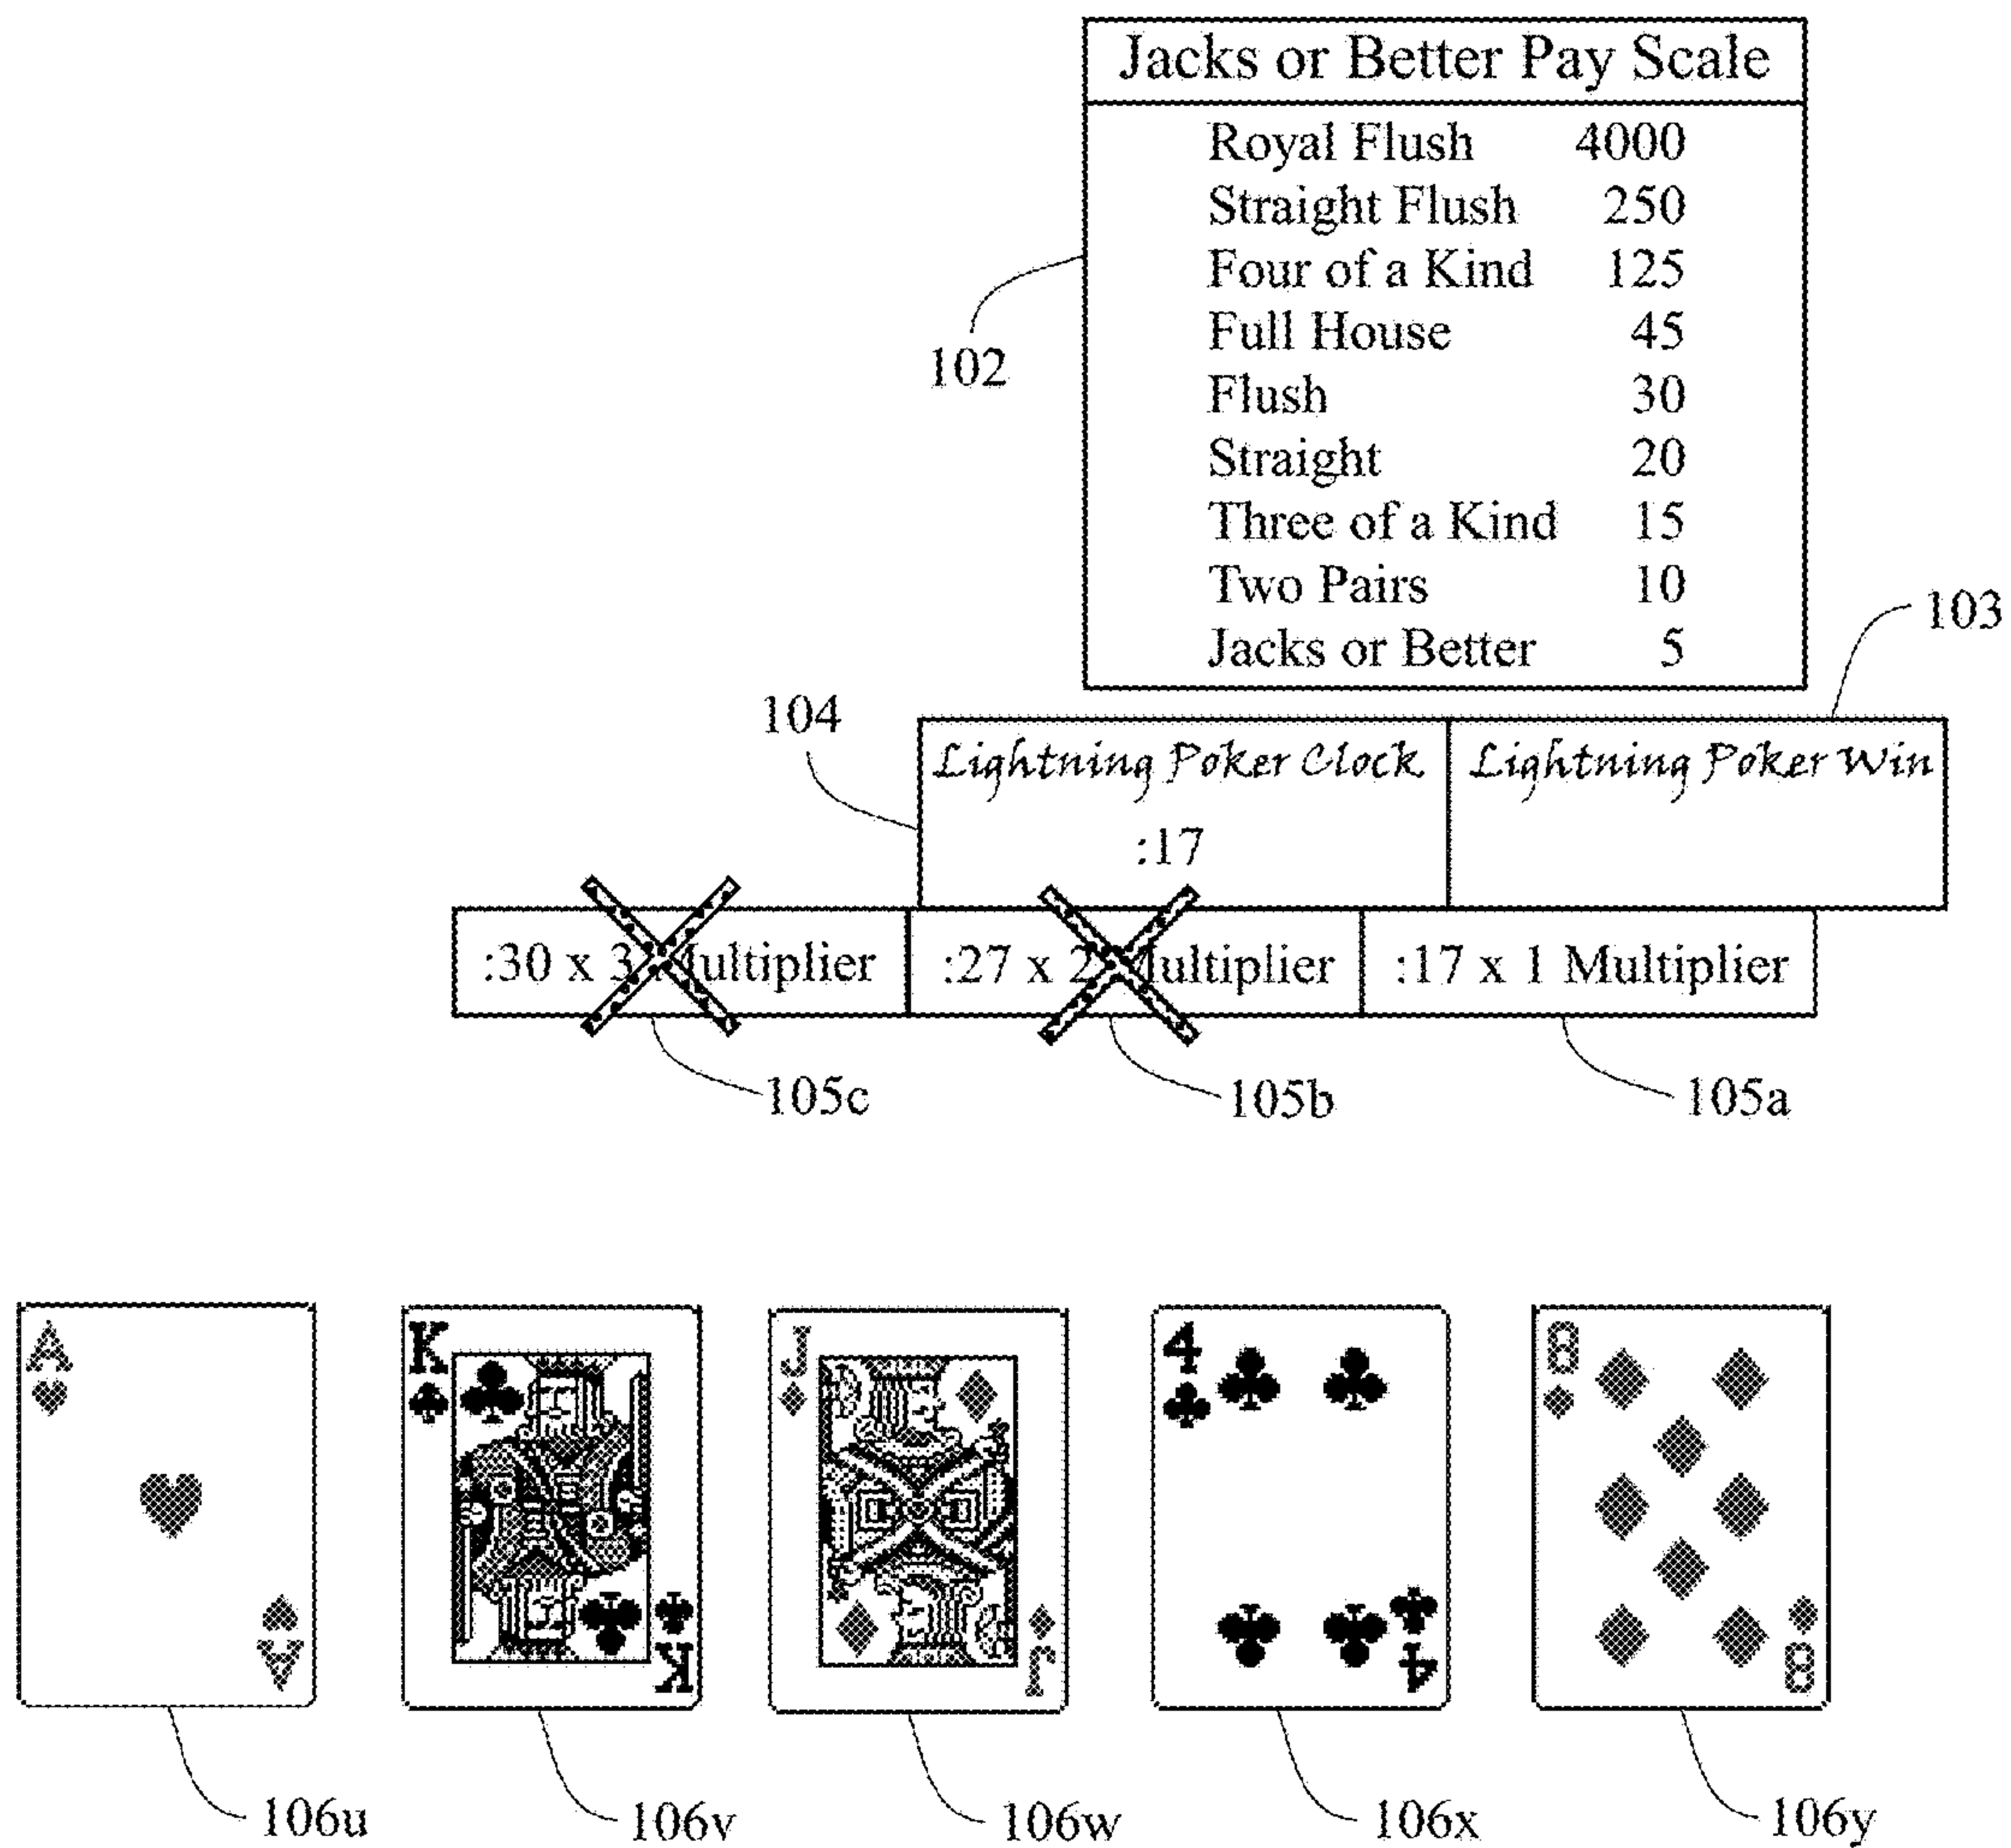 Jacks or Better Pay Scale
Royal Flush 4000
Straight Flush 250
Four of a Kind 125
Full House 45
Flush 30
Straight 20
Three of a Kind 15
Two Pairs 10
Jacks or Better 5
102
103
104
Lightning Poker Clock Lightning Poker Win
:17
:30 x 3 Multiplier :27 x 2 Multiplier :17 x 1 Multiplier
105c 105b 105a
A K J 4 8
A K J 4 8
106u 106v 106w 106x 106y